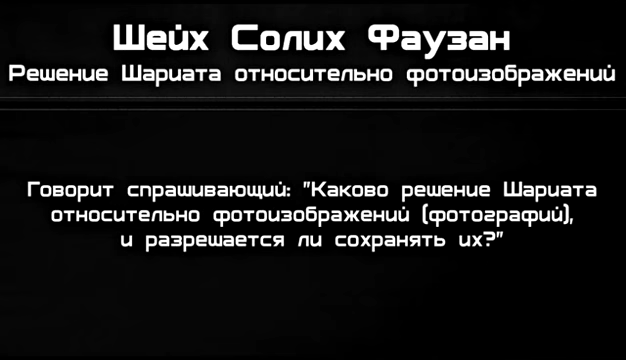 Шейх Солих Фаузан
Решение Шариата относительно фотоизображений
Говорит спрашивающий: "Каково решение Шариата
относительно фотоизображений (фотографий),
и разрешается ли сохранять их?"